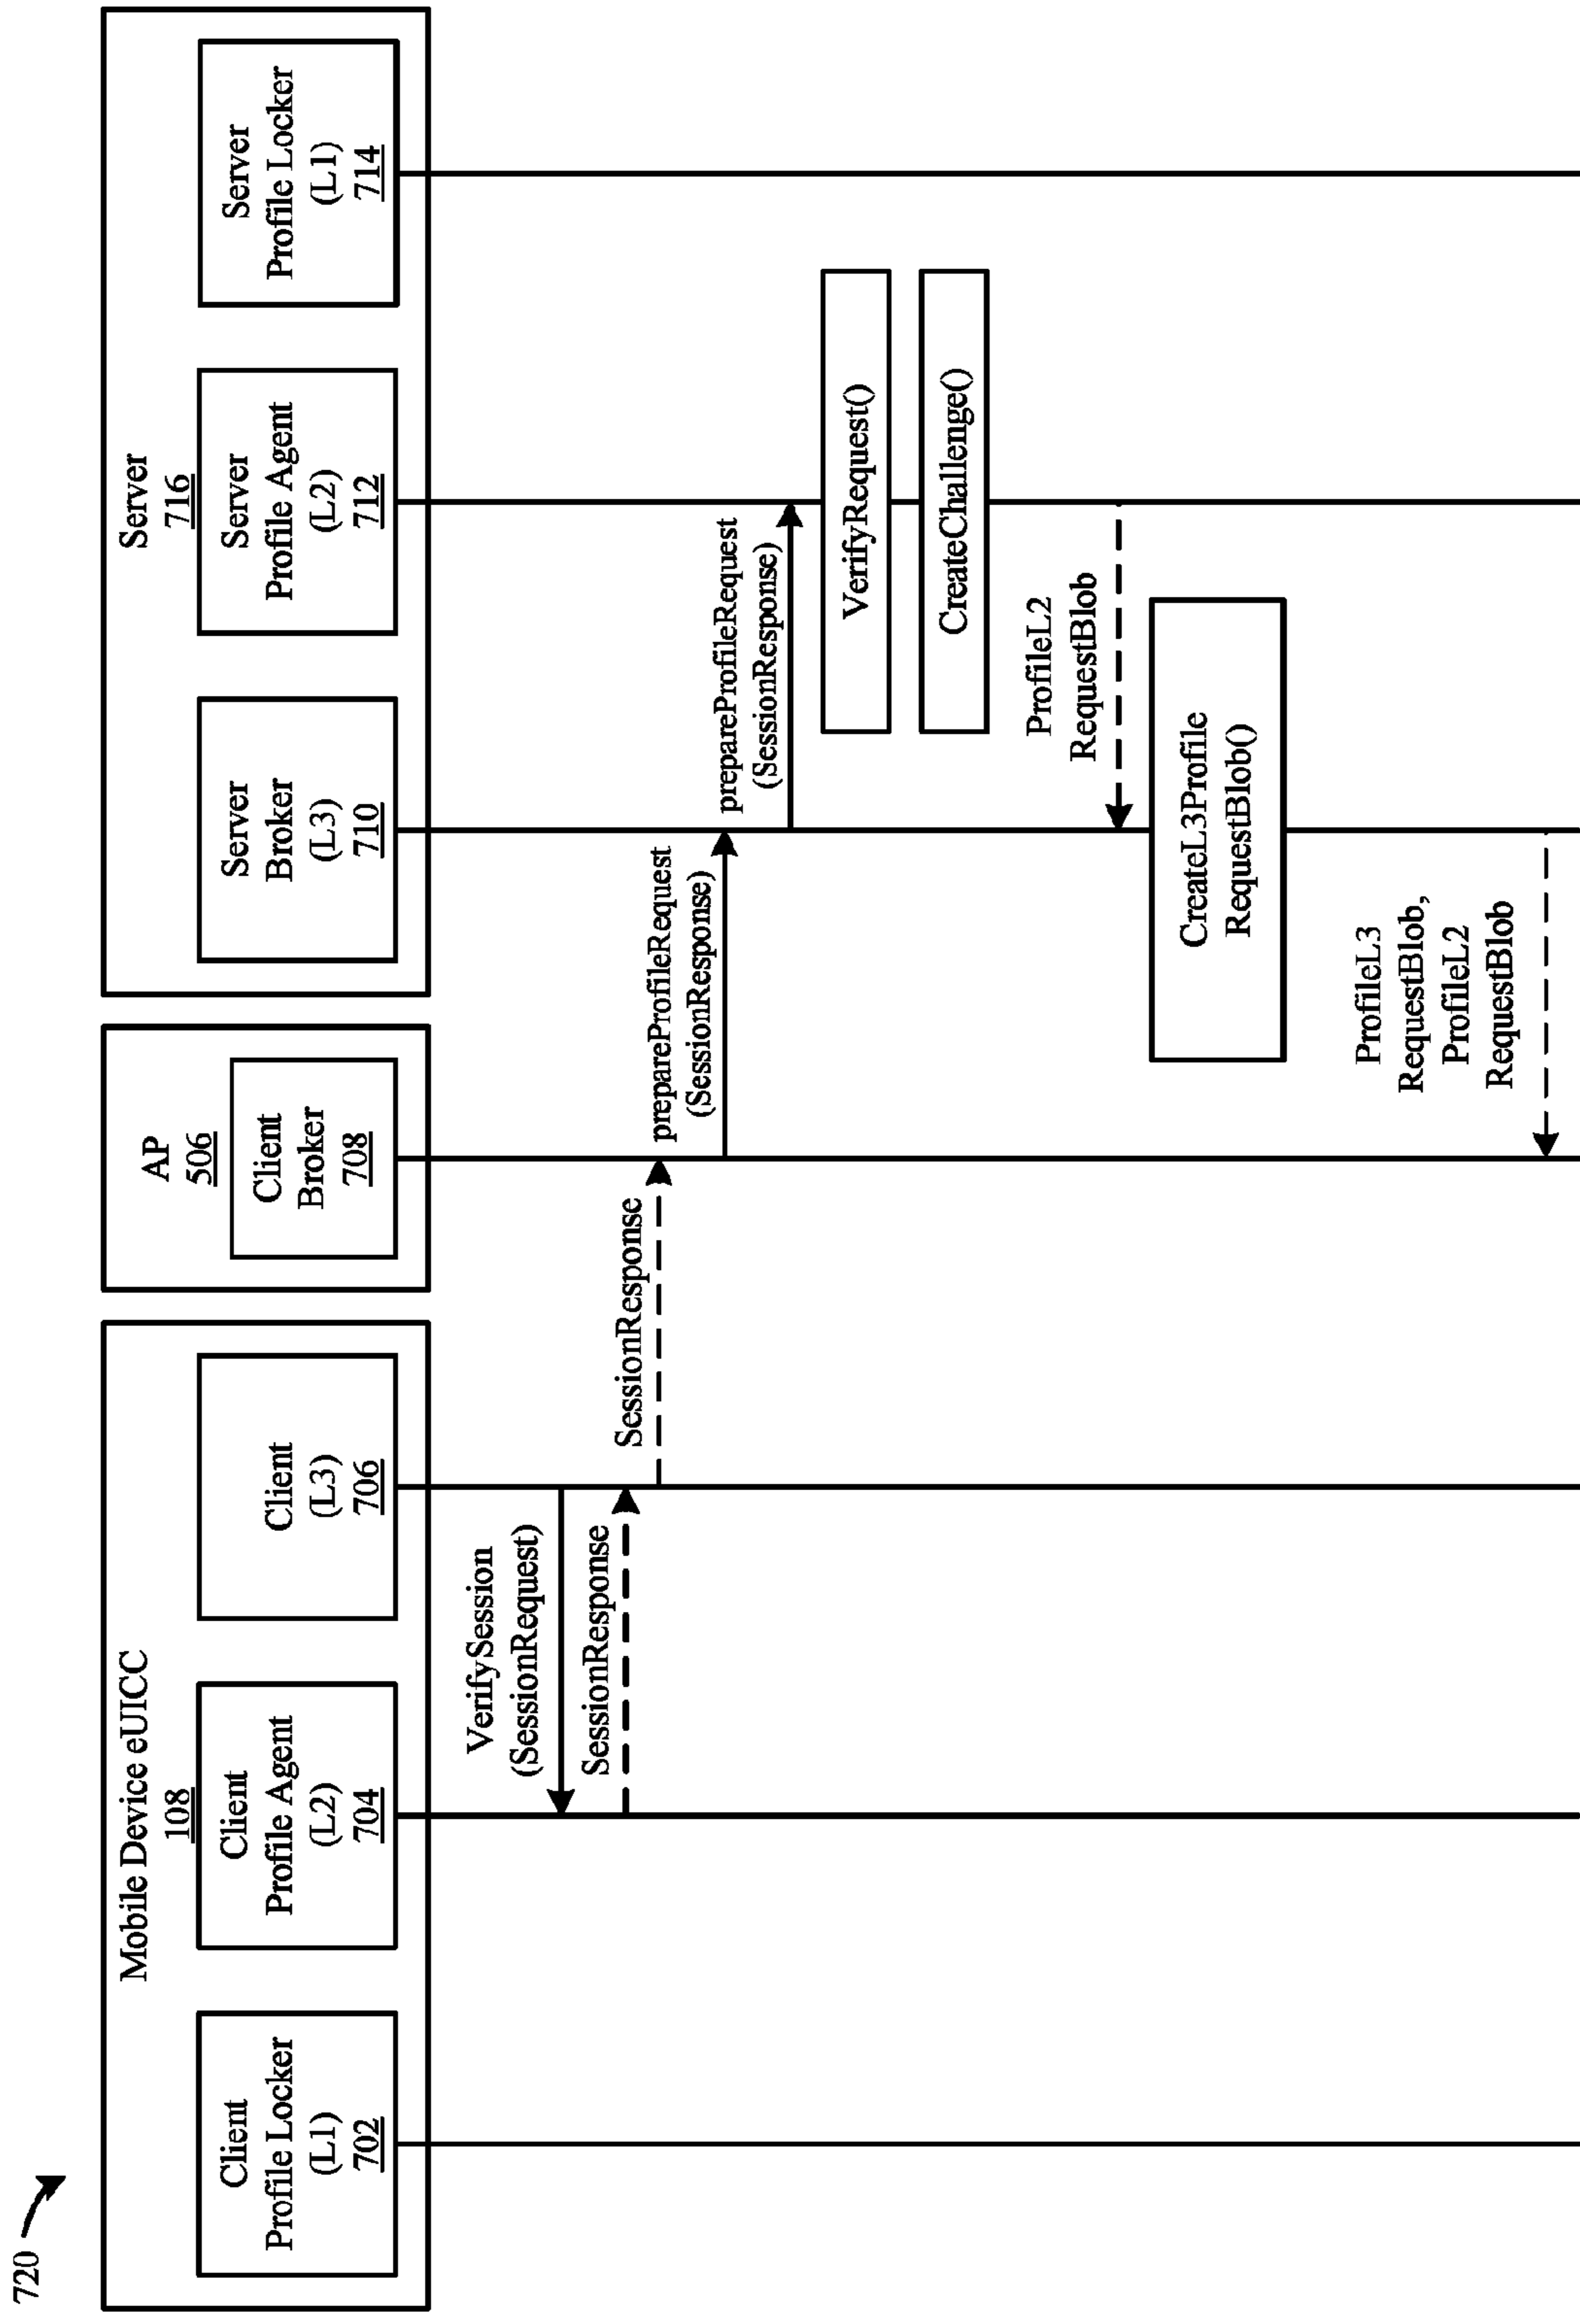 720
Mobile Device eUICC
108
Client
Profile Locker
(L1)
702
Client
Profile Agent
(L2)
704
Client
(L3)
706
AP
506
Client
Broker
708
Server
716
Server
Broker
(L3)
710
Server
Profile Agent
(L2)
712
Server
Profile Locker
(L1)
714
VerifySession
(SessionRequest)
SessionResponse
SessionResponse
prepareProfileRequest
(SessionResponse)
prepareProfileRequest
(SessionResponse)
VerifyRequest()
CreateChallenge()
ProfileL2
RequestBlob
CreateL3Profile
RequestBlob()
ProfileL3
RequestBlob,
ProfileL2
RequestBlob